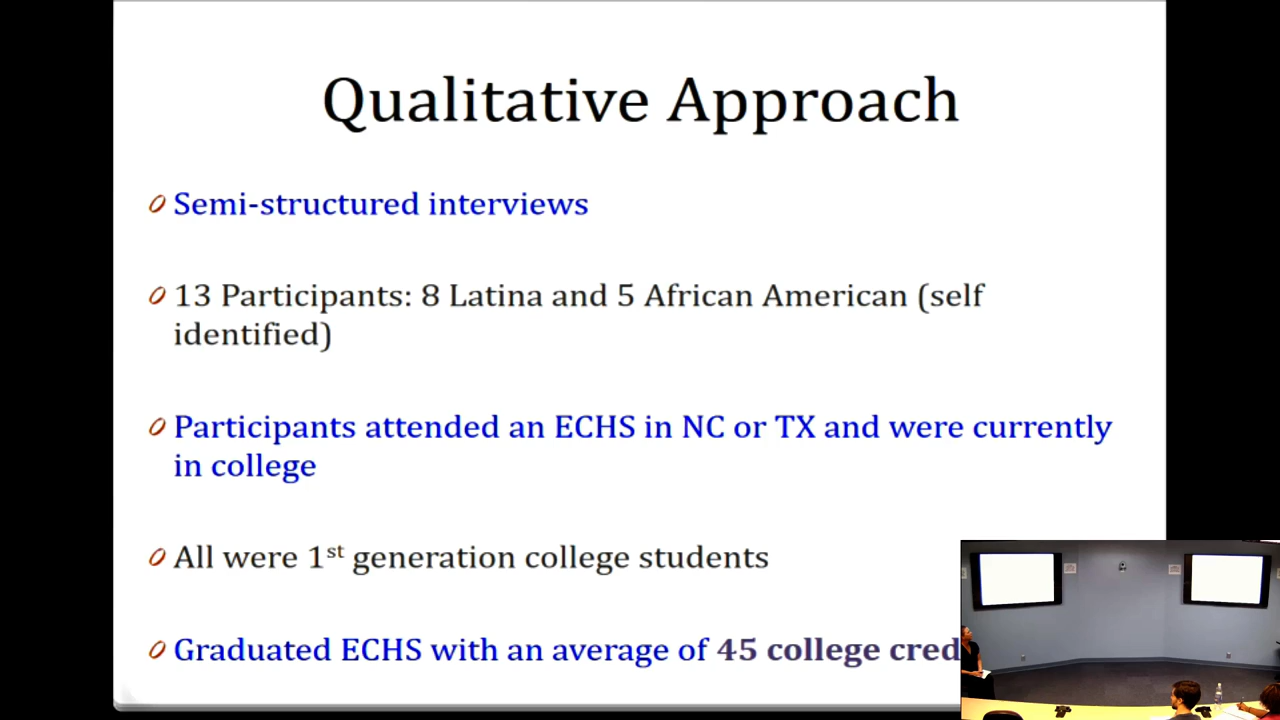 Qualitative Approach
Semi-structured interviews
13 Participants: 8 Latina and 5 African American (self
identified)
Participants attended an ECHS in NC or TX and were currently
in college
All were 1st generation college students
Graduated ECHS with an average of 45 college cred